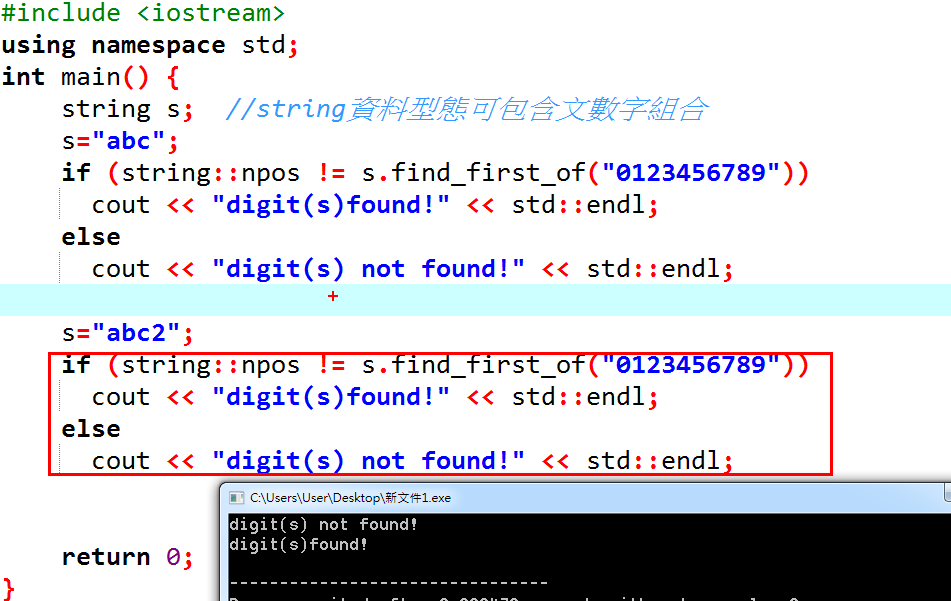 #include <iostream>
using namespace std;
int main() {
string s;  //string資料型態可包含文數字組合
s="abc";
if (string::npos != s.find_first_of("0123456789"))
cout << "digit(s)found!" << std::endl;
else
cout << "digit(s) not found!" << std::endl;
s="abc2";
if (string::npos != s.find_first_of("0123456789"))
cout << "digit(s)found!" << std::endl;
else
cout << "digit(s) not found!" << std::endl;
C:\Users\User\Desktop\新文件1.exe
digit(s) not found!
digit(s)found!
--------------------------------
return 0;
}